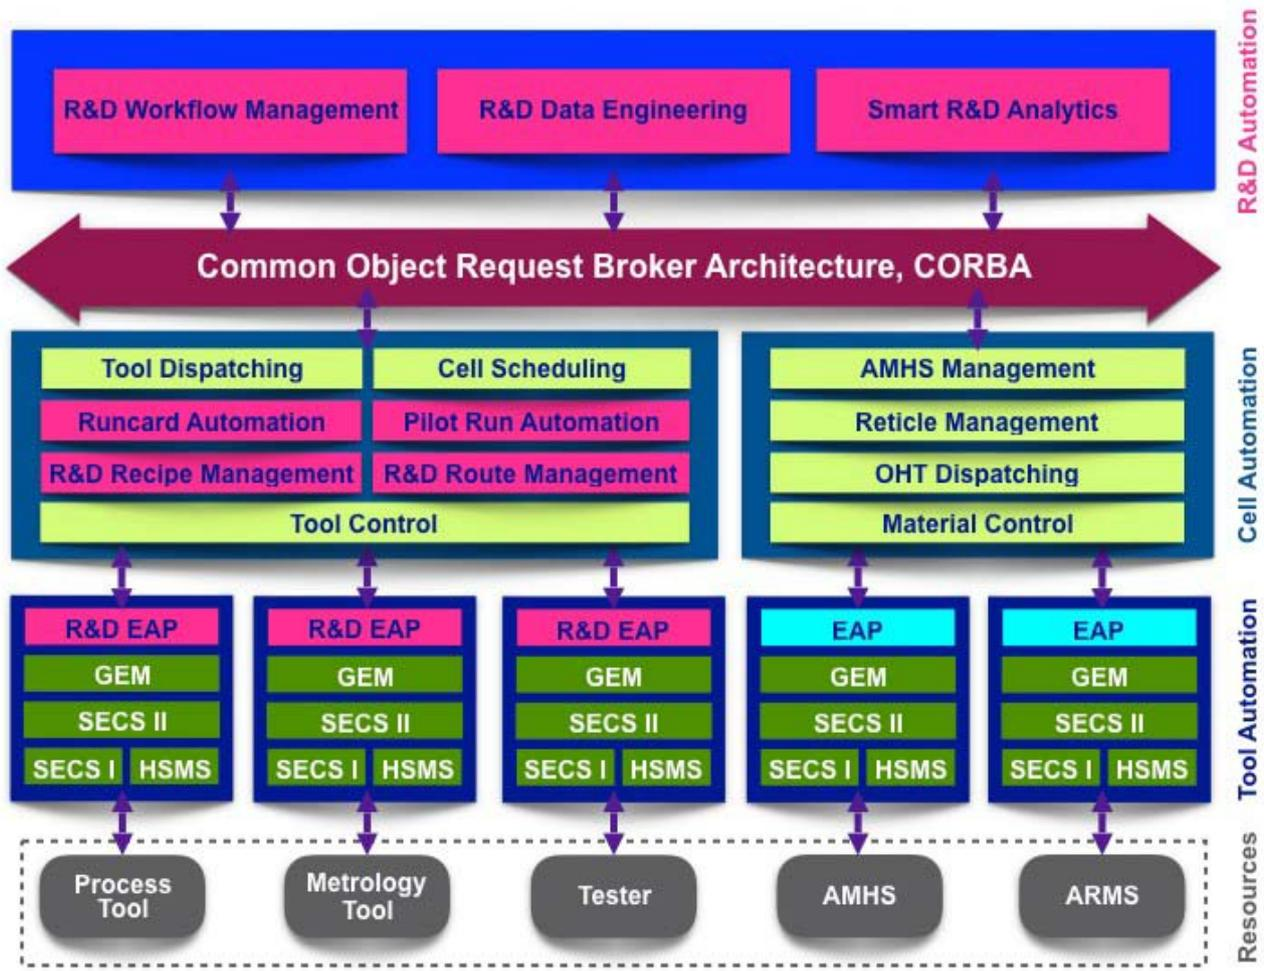 R&D Workflow Management
R&D Data Engineering
Smart R&D Analytics
R&D Automation
Common Object Request Broker Architecture, CORBA
Tool Dispatching
Cell Scheduling
Runcard Automation
Pilot Run Automation
R&D Recipe Management
R&D Route Management
Tool Control
AMHS Management
Reticle Management
OHT Dispatching
Material Control
Cell Automation
R&D EAP
GEM
SECS II
SECS I
HSMS
R&D EAP
GEM
SECS II
SECS I
HSMS
R&D EAP
GEM
SECS II
SECS I
HSMS
EAP
GEM
SECS II
SECS I
HSMS
EAP
GEM
SECS II
SECS I
HSMS
Tool Automation
Process
Tool
Metrology
Tool
Tester
AMHS
ARMS
Resources